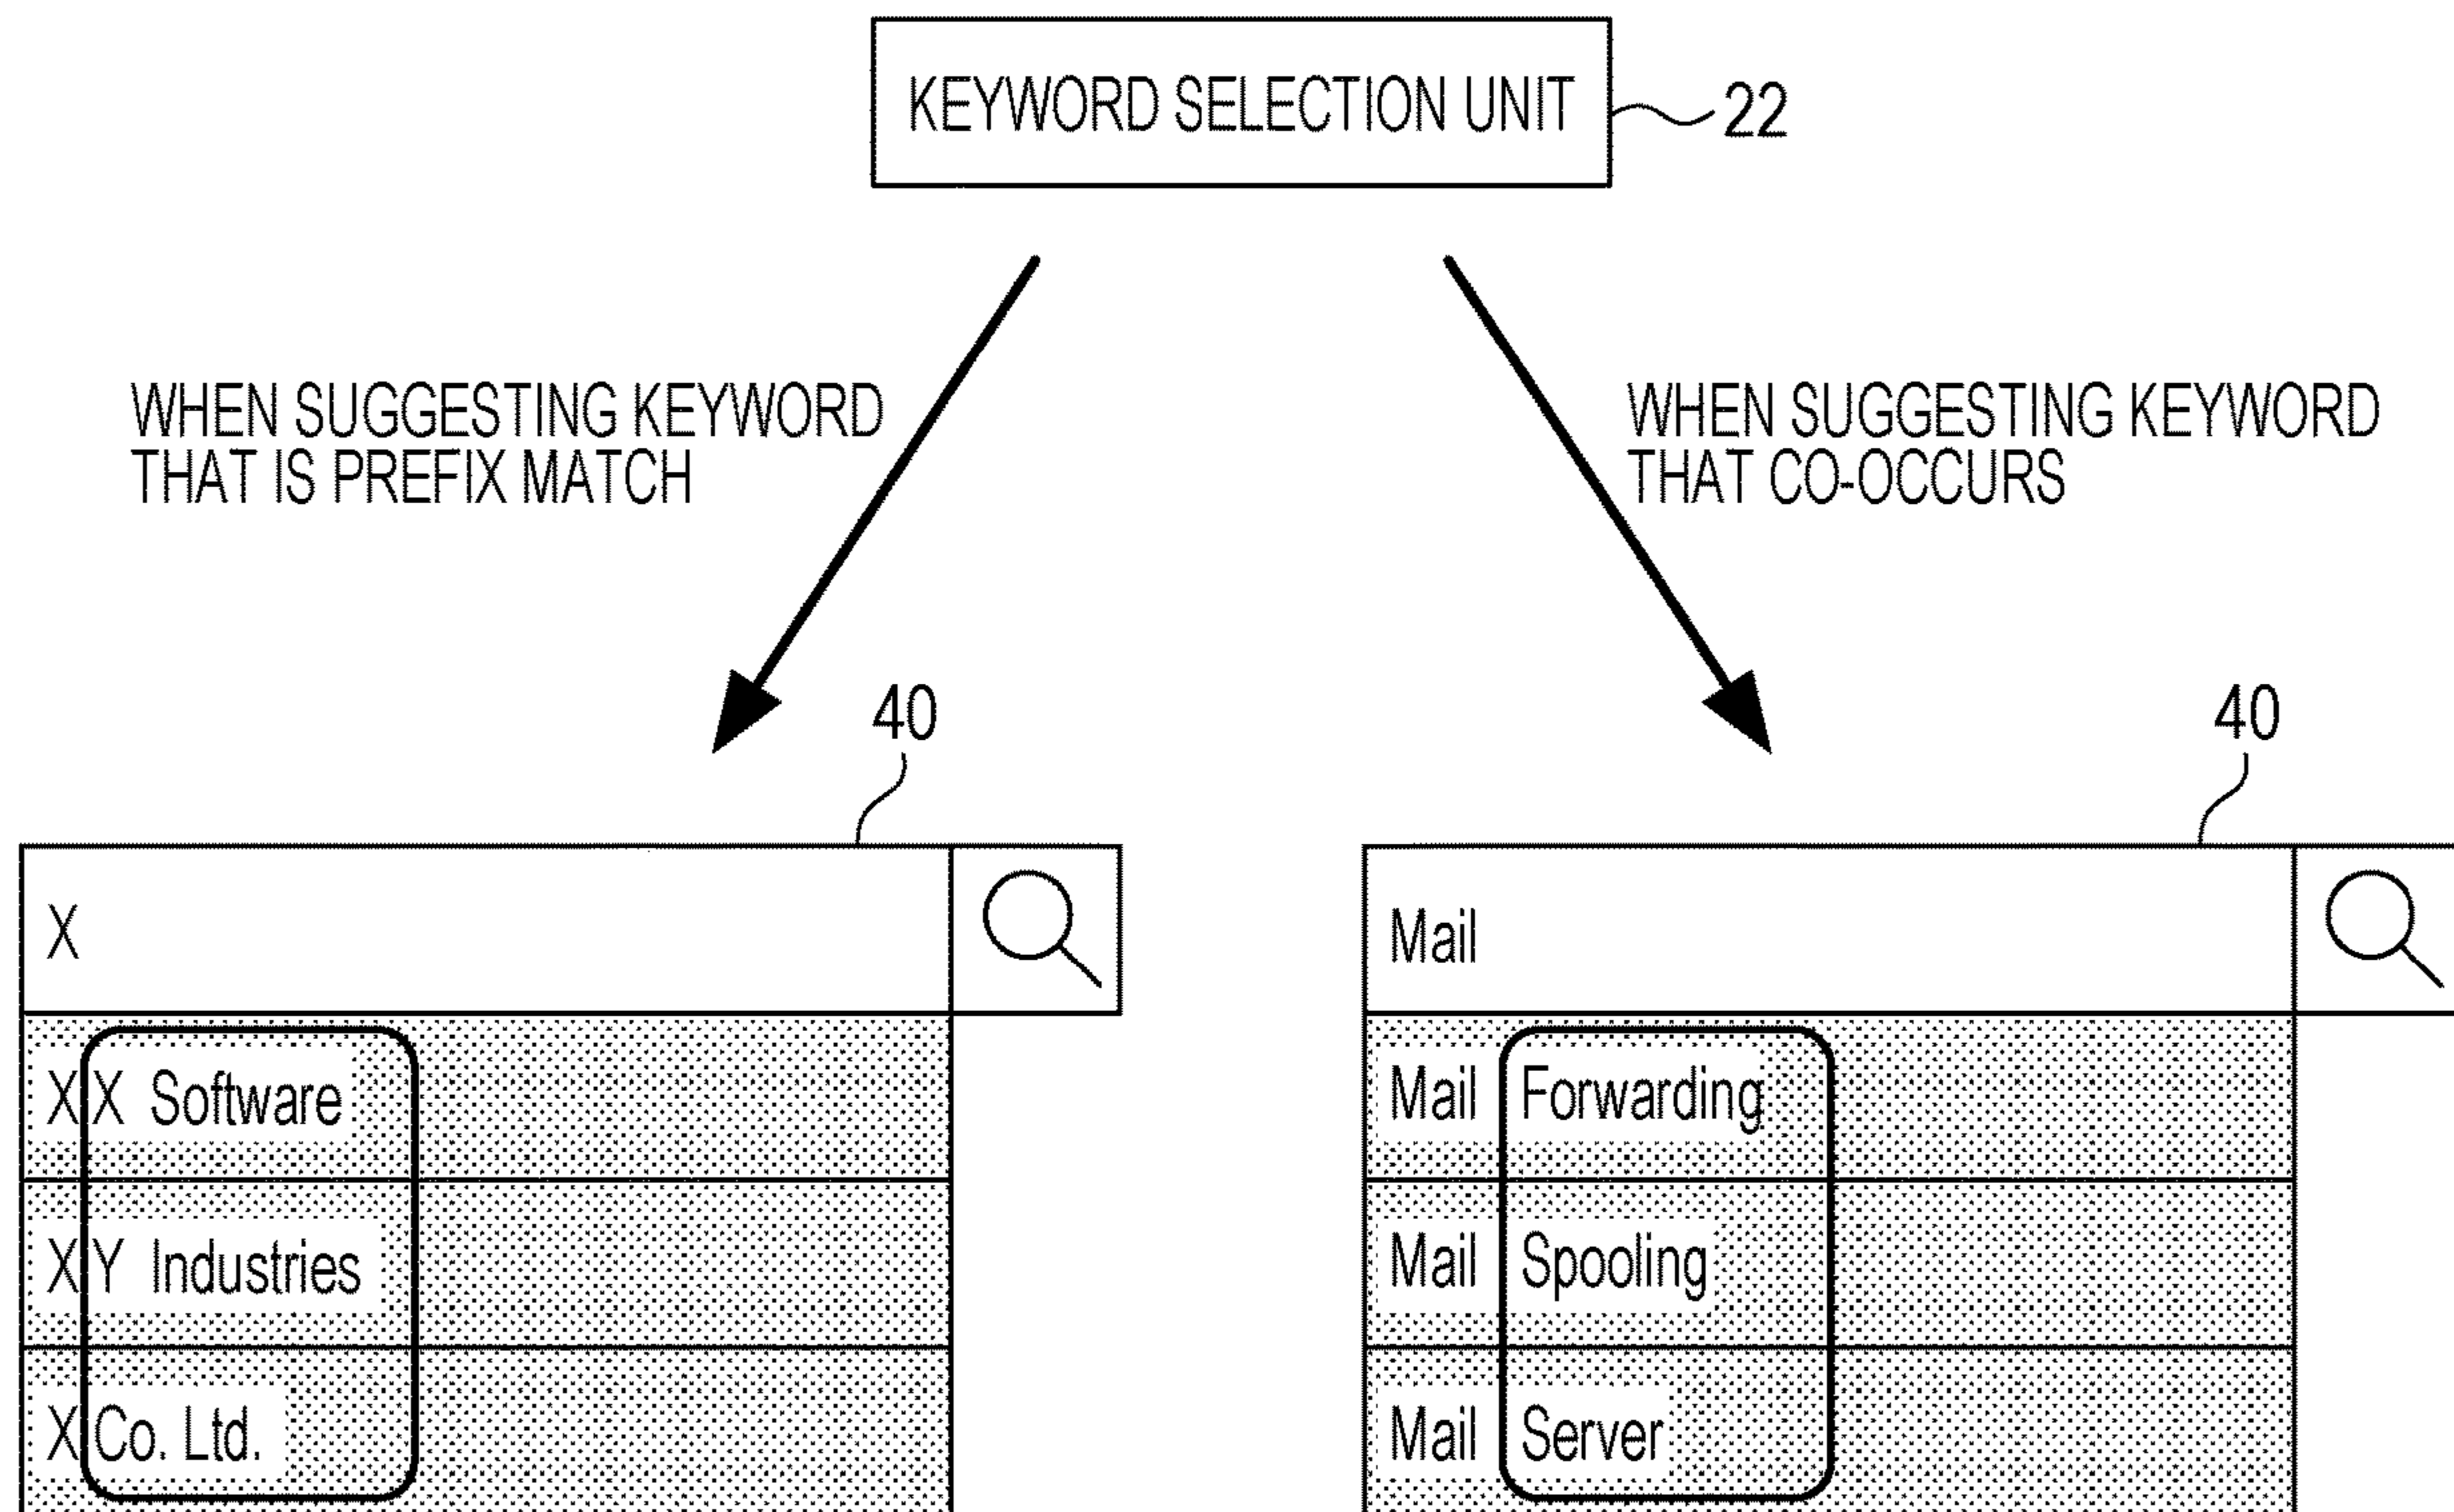 KEYWORD SELECTION UNIT
22
WHEN SUGGESTING KEYWORD
THAT IS PREFIX MATCH
WHEN SUGGESTING KEYWORD
THAT CO-OCCURS
40
X
X X Software
X Y Industries
X Co. Ltd.
40
Mail
Mail Forwarding
Mail Spooling
Mail Server